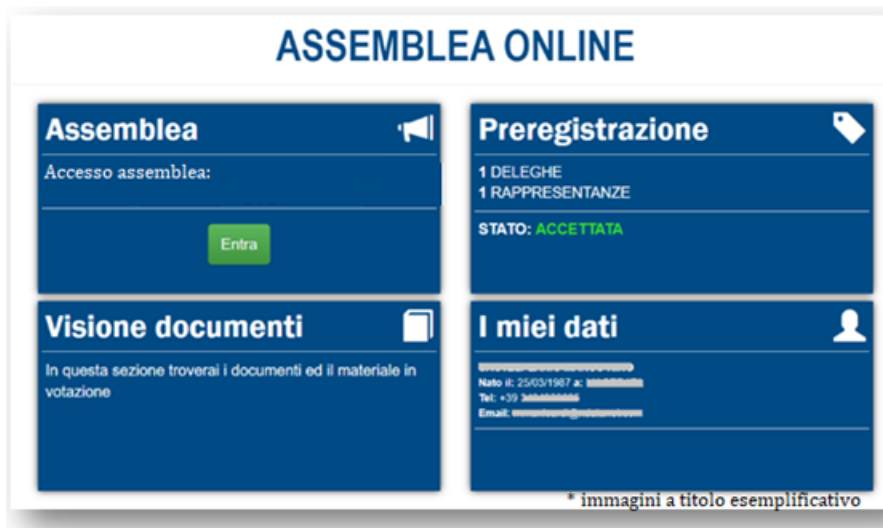 ASSEMBLEA ONLINE
Assemblea
Accesso assemblea:
Entra
Preregistrazione
1 DELEGHE
1 RAPPRESENTANZE
STATO: ACCETTATA
Visione documenti
In questa sezione troverai i documenti ed il materiale in
votazione
I miei dati
Nato il: 25/03/1987 a:
Tel: +39
Email:
* immagini a titolo esemplificativo